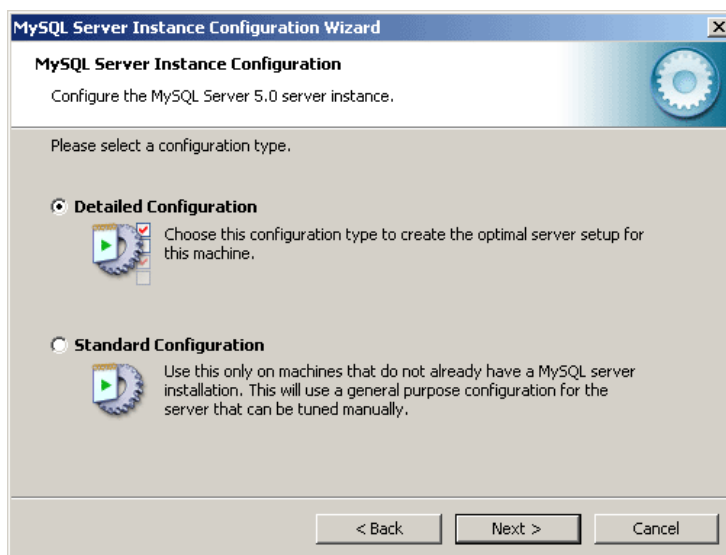 MySQL Server Instance Configuration Wizard
MySQL Server Instance Configuration
Configure the MySQL Server 5.0 server instance.
Please select a configuration type.
Detailed Configuration
Choose this configuration type to create the optimal server setup for
this machine.
Standard Configuration
Use this only on machines that do not already have a MySQL server
installation. This will use a general purpose configuration for the
server that can be tuned manually.
< Back Next > Cancel